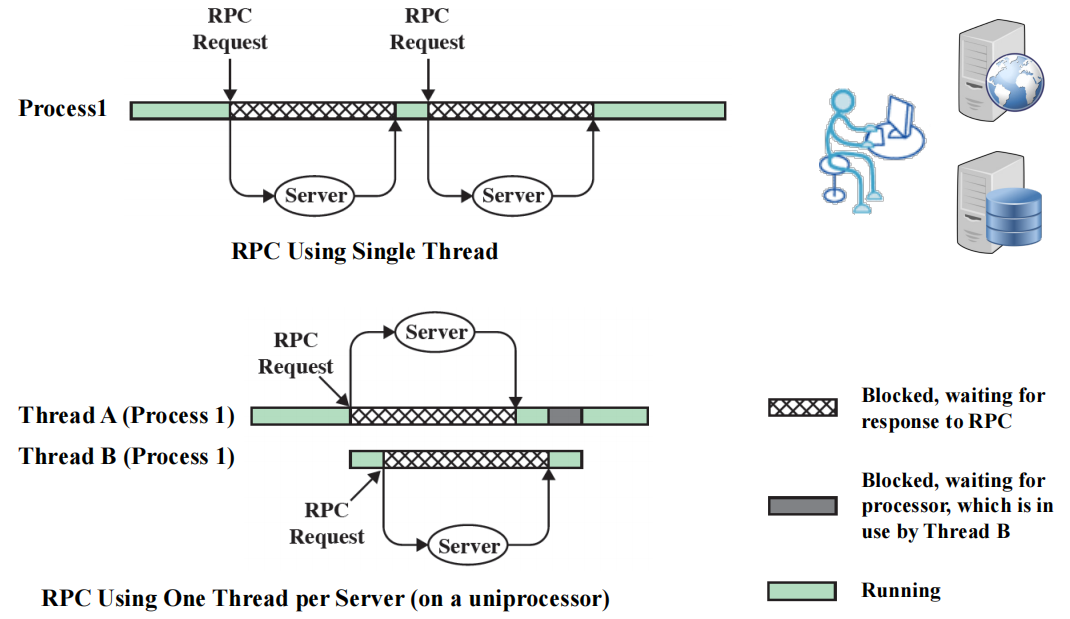 RPC
Request
RPC
Request
Process1
Server
Server
RPC Using Single Thread
Server
RPC
Request
Thread A (Process 1)
Thread B (Process 1)
RPC
Request
Server
RPC Using One Thread per Server (on a uniprocessor)
Blocked, waiting for
response to RPC
Blocked, waiting for
processor, which is in
use by Thread B
Running